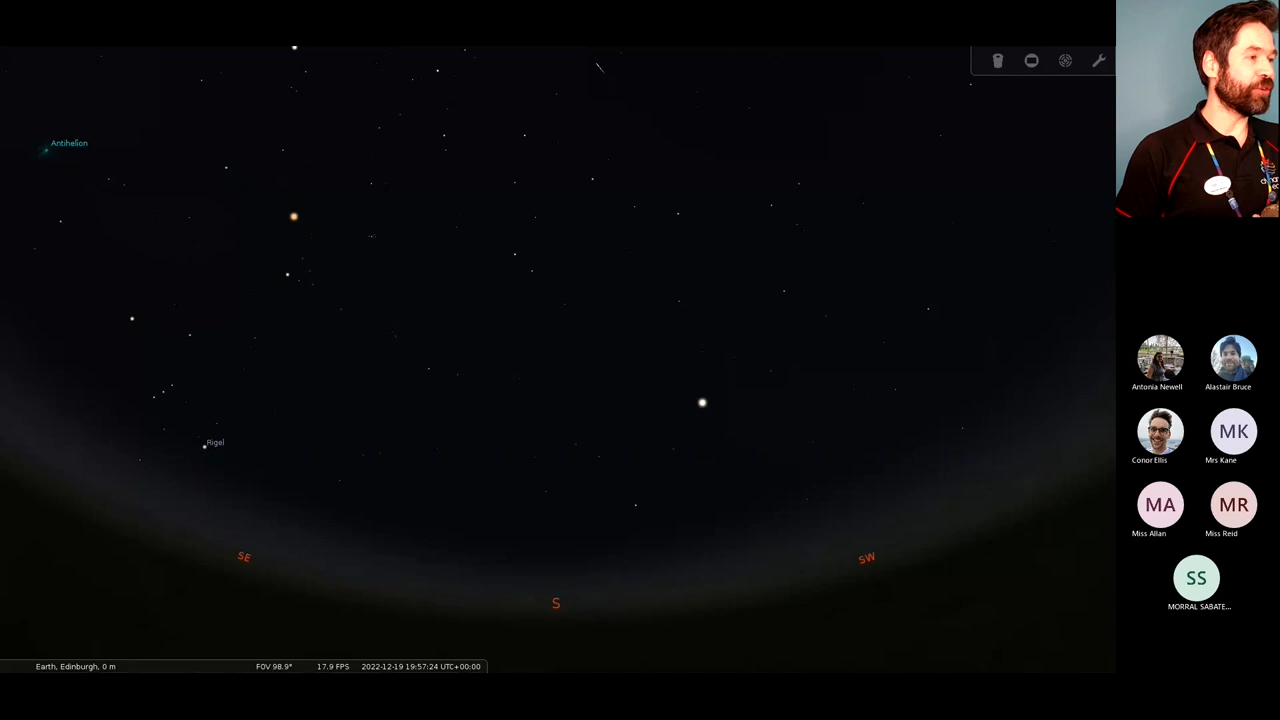 Antihelion
Rigel
SE
S
SW
Earth, Edinburgh, 0 m
FOV 98.9°
17.9 FPS
2022-12-19 19:57:24 UTC+00:00
Antonia Newell
Alastair Bruce
Conor Ellis
MK
Mrs Kane
MA
Miss Allan
MR
Miss Reid
SS
MORRAL SABATE...